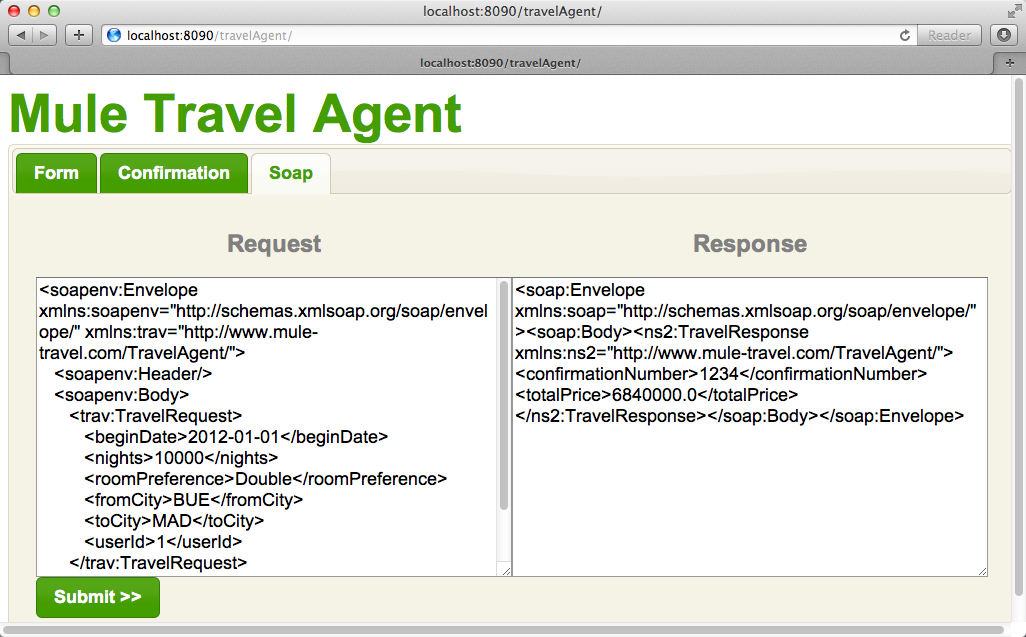 localhost:8090/travelAgent/
localhost:8090/travelAgent/
Reader
localhost:8090/travelAgent/
Mule Travel Agent
Form
Confirmation
Soap
Request
Response
<soapenv:Envelope
xmlns:soapenv="http://schemas.xmlsoap.org/soap/envel
ope/" xmlns:trav="http://www.mule-
travel.com/TravelAgent/">
<soapenv:Header/>
<soapenv:Body>
<trav:TravelRequest>
<beginDate>2012-01-01</beginDate>
<nights>10000</nights>
<roomPreference>Double</roomPreference>
<fromCity>BUE</fromCity>
<toCity>MAD</toCity>
<userId>1</userId>
</trav:TravelRequest>
<soap:Envelope
xmlns:soap="http://schemas.xmlsoap.org/soap/envelope/"
><soap:Body><ns2:TravelResponse
xmlns:ns2="http://www.mule-travel.com/TravelAgent/">
<confirmationNumber>1234</confirmationNumber>
<totalPrice>6840000.0</totalPrice>
</ns2:TravelResponse></soap:Body></soap:Envelope>
Submit >>